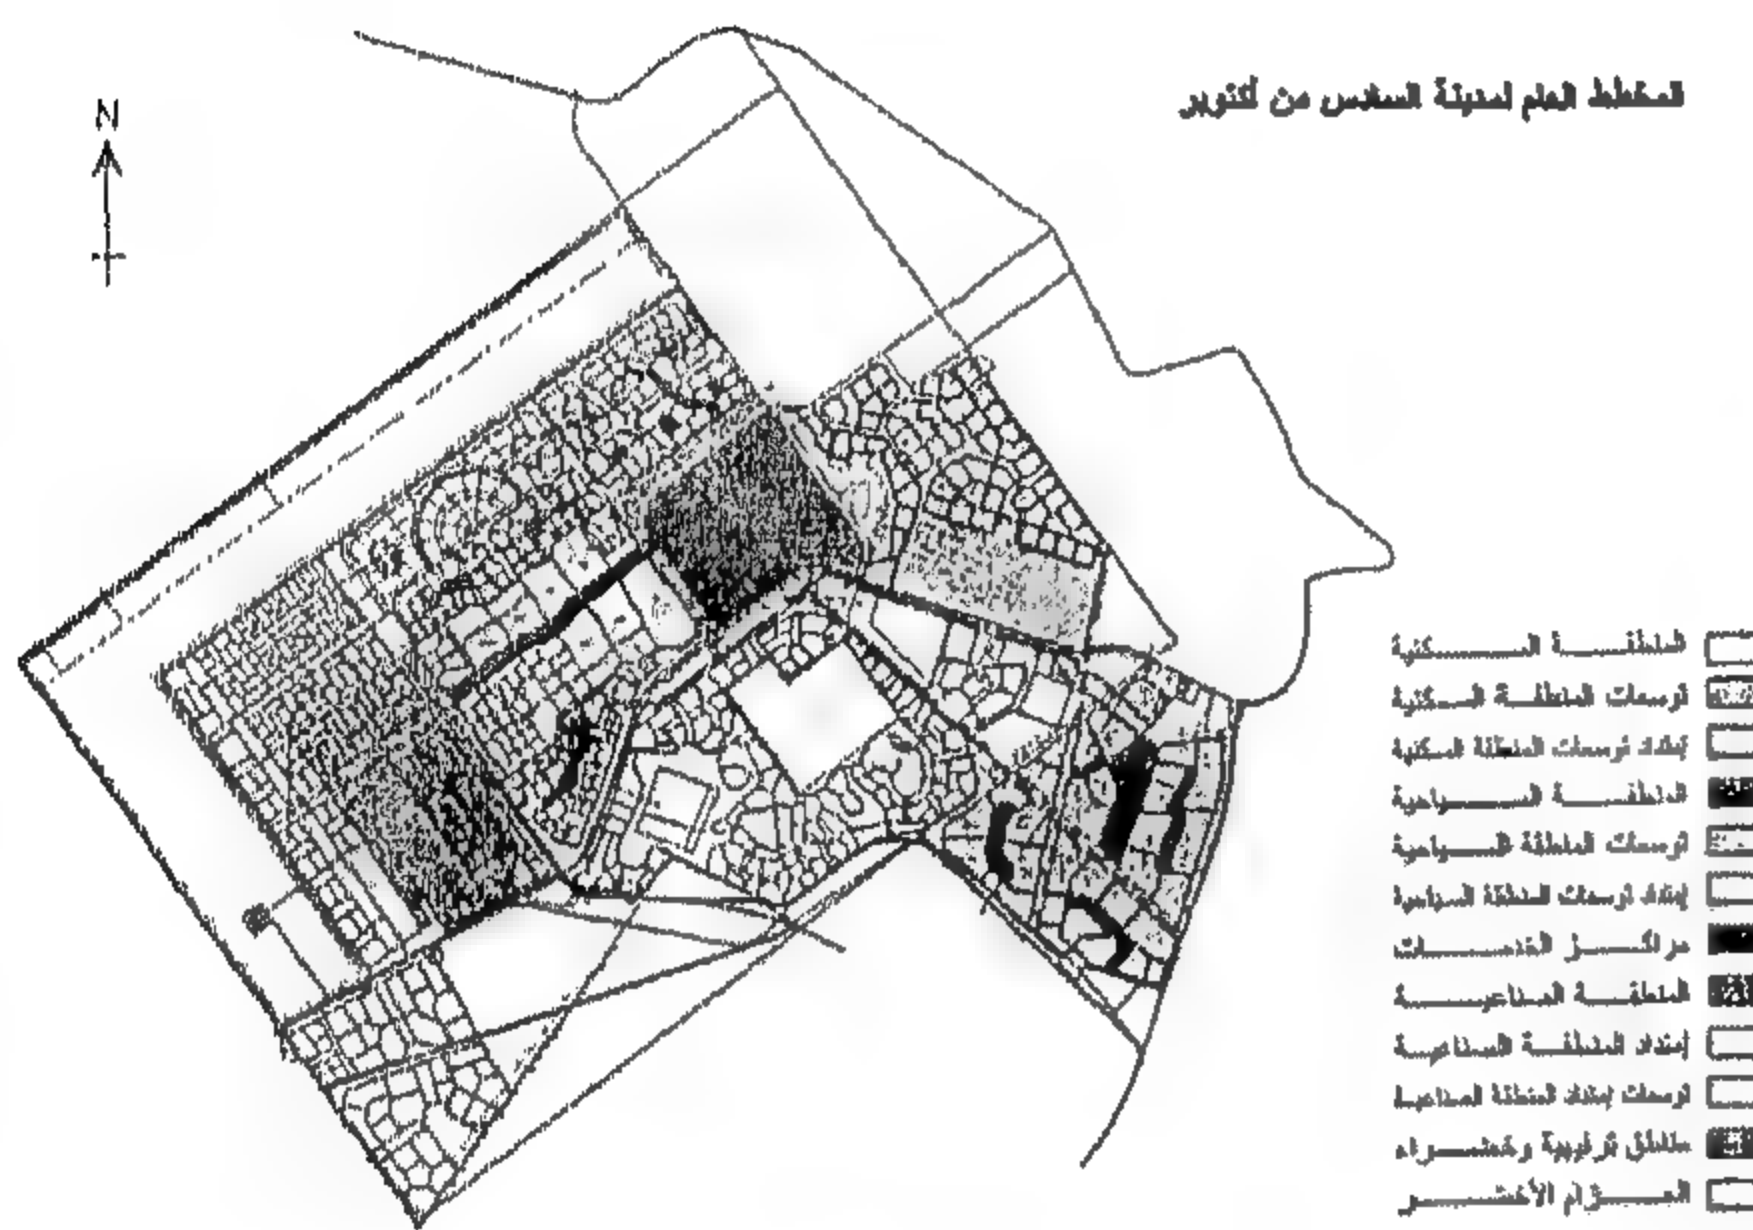 المخطط العام لمدينة السادس من أكتوبر
N
المنطقة السكنية
توسعات المنطقة السكنية
إمتداد توسعات المنطقة السكنية
المنطقة السياحية
توسعات المنطقة السياحية
إمتداد توسعات المنطقة السياحية
مراكز الخدمات
المنطقة الصناعية
إمتداد المنطقة الصناعية
توسعات إمتداد المنطقة الصناعية
مناطق ترفيهية وخضراء
الحزام الأخضر